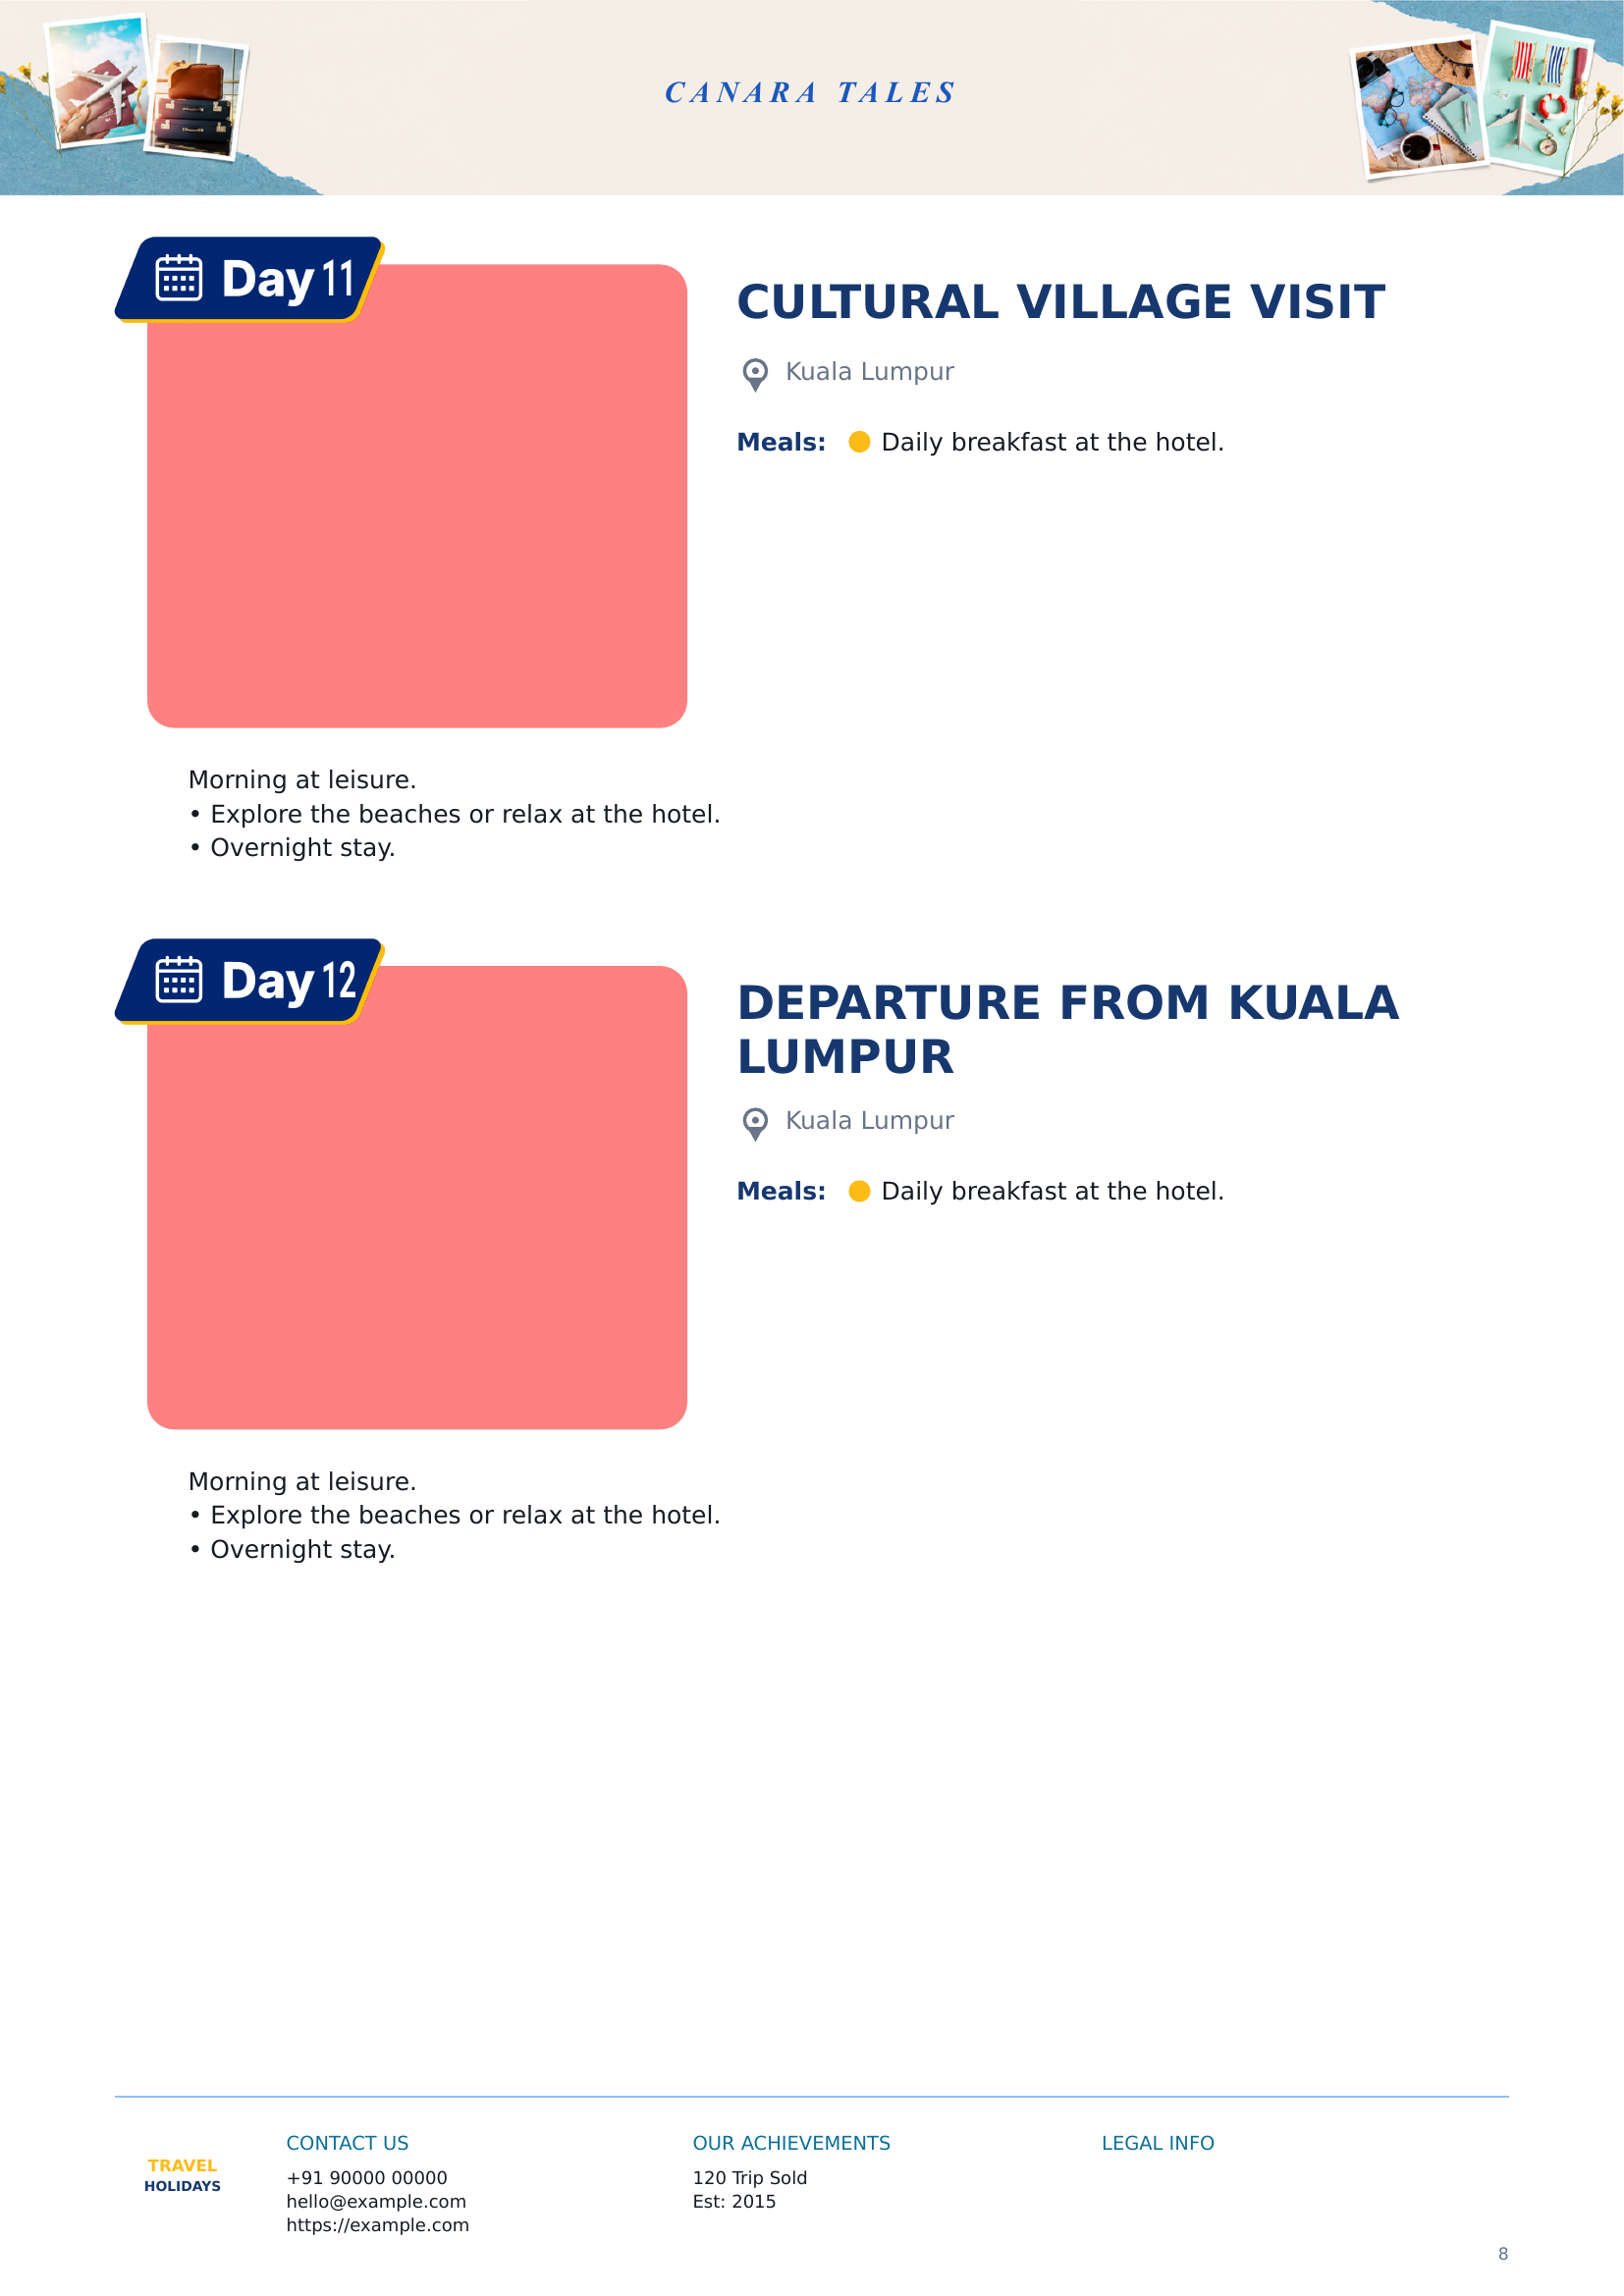 CANARA TALES
Day 11
CULTURAL VILLAGE VISIT
Kuala Lumpur
Meals: Daily breakfast at the hotel.
Morning at leisure.
• Explore the beaches or relax at the hotel.
• Overnight stay.
Day 12
DEPARTURE FROM KUALA
LUMPUR
Kuala Lumpur
Meals: Daily breakfast at the hotel.
Morning at leisure.
• Explore the beaches or relax at the hotel.
• Overnight stay.
TRAVEL
HOLIDAYS
CONTACT US
+91 90000 00000
hello@example.com
https://example.com
OUR ACHIEVEMENTS
120 Trip Sold
Est: 2015
LEGAL INFO
8